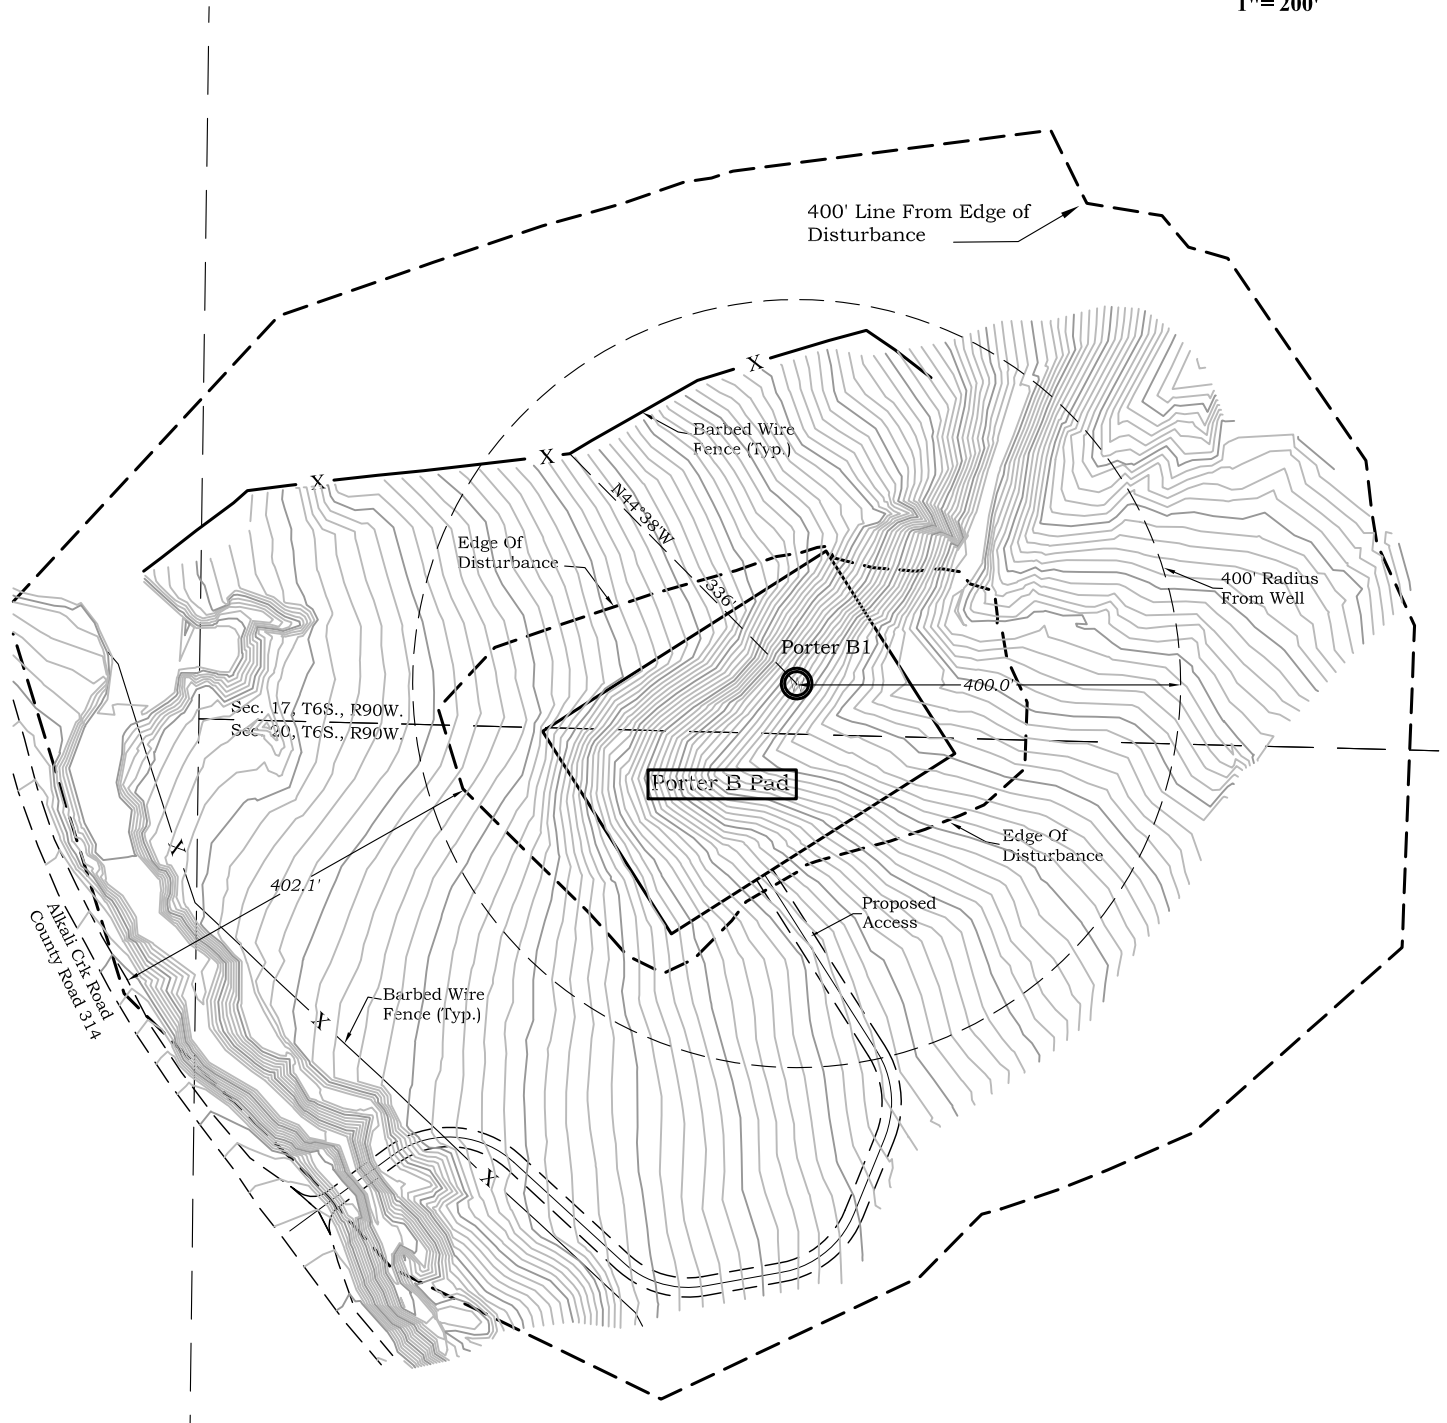 1"= 200'
400' Line From Edge of
Disturbance
X
Barbed Wire
Fence (Typ.)
X
X
N44°38'W
Edge Of
Disturbance
336'
400' Radius
From Well
Porter B1
400.0'
Sec. 17, T6S., R90W.
Sec. 20, T6S., R90W.
Porter B Pad
Edge Of
Disturbance
X
402.1'
Proposed
Access
Alkali Crk Road
County Road 314
Barbed Wire
Fence (Typ.)
X
X